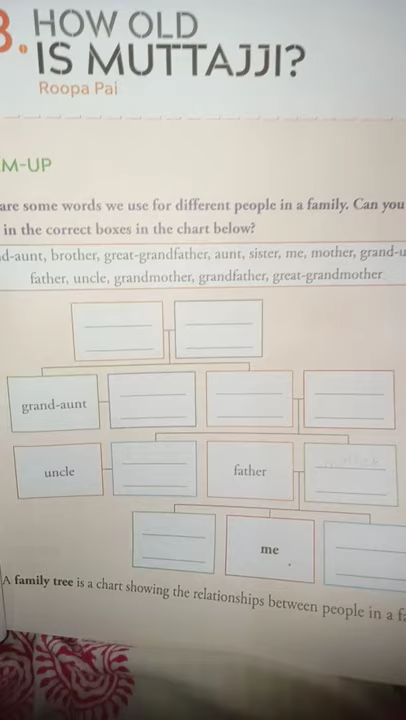 3.
HOW OLD
IS MUTTAJJI?
Roopa Pai
M-UP
are some words we use for different people in a family. Can you
in the correct boxes in the chart below?
d-aunt, brother, great-grandfather, aunt, sister, me, mother, grand-u
father, uncle, grandmother, grandfather, great-grandmother
grand-aunt
uncle
father
me
A family tree is a chart showing the relationships between people in a fa